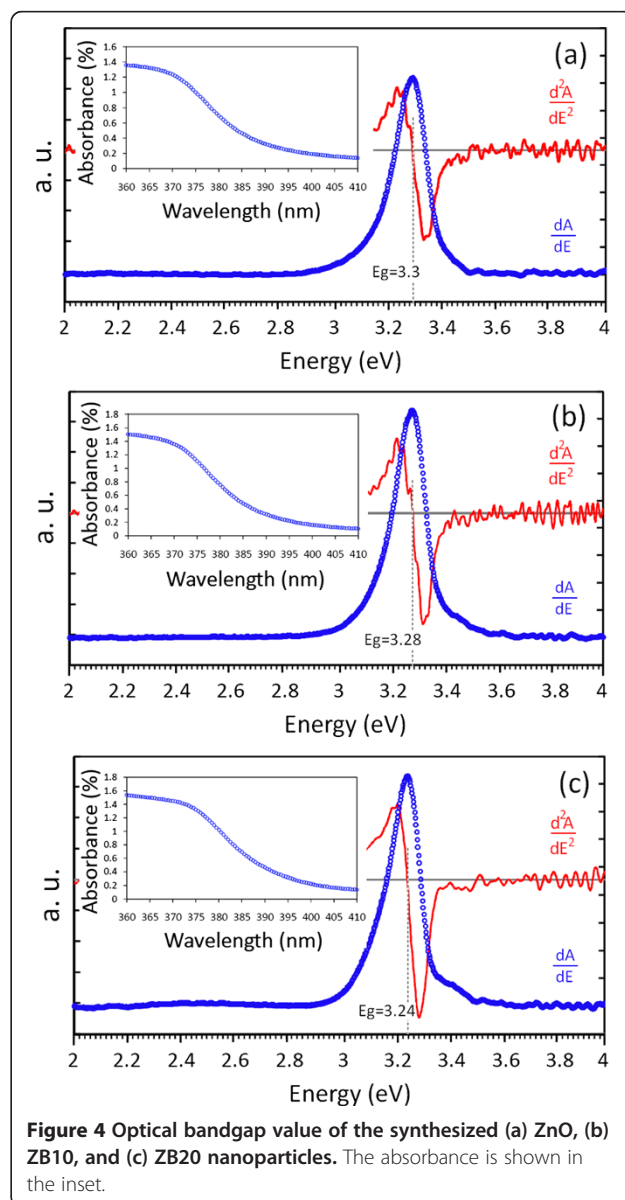 (a)
1.6
1.4
1.2
1
0.8
0.6
0.4
0.2
0
Absorbance (%)
360 365 370 375 380 385 390 395 400 405 410
Wavelength (nm)
d²A
dE²
dA
dE
Eg=3.3
a. u.
2 2.2 2.4 2.6 2.8 3 3.2 3.4 3.6 3.8 4
Energy (eV)
(b)
1.8
1.6
1.4
1.2
1
0.8
0.6
0.4
0.2
0
Absorbance (%)
360 365 370 375 380 385 390 395 400 405 410
Wavelength (nm)
d²A
dE²
dA
dE
Eg=3.28
a. u.
2 2.2 2.4 2.6 2.8 3 3.2 3.4 3.6 3.8 4
Energy (eV)
(c)
1.8
1.6
1.4
1.2
1
0.8
0.6
0.4
0.2
0
Absorbance (%)
360 365 370 375 380 385 390 395 400 405 410
Wavelength (nm)
d²A
dE²
dA
dE
Eg=3.24
a. u.
2 2.2 2.4 2.6 2.8 3 3.2 3.4 3.6 3.8 4
Energy (eV)
Figure 4 Optical bandgap value of the synthesized (a) ZnO, (b)
ZB10, and (c) ZB20 nanoparticles. The absorbance is shown in
the inset.